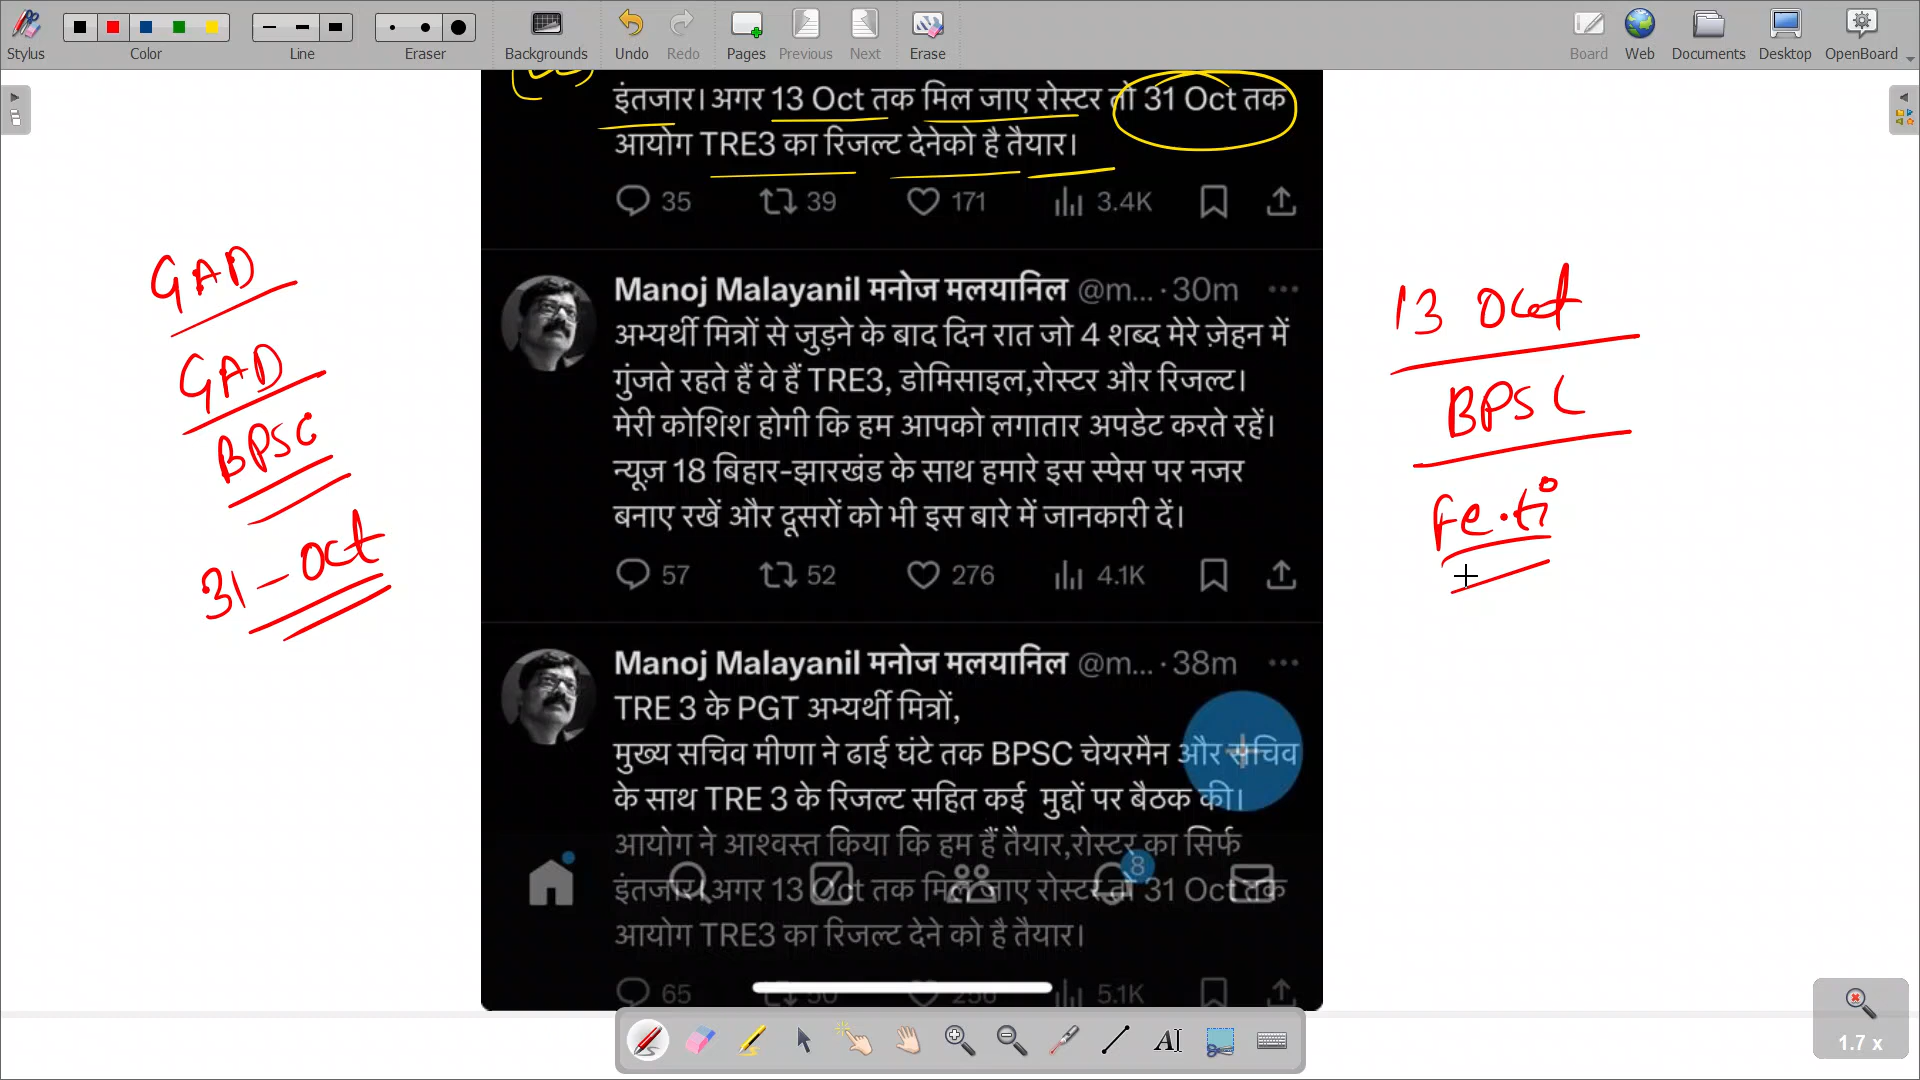 Stylus
Color
Line
Eraser
Backgrounds
Undo
Redo
Pages
Previous
Next
Erase
Board
Web
Documents
Desktop
OpenBoard
इंतजार। अगर 13 Oct तक मिल जाए रोस्टर तो 31 Oct तक
आयोग TRE3 का रिजल्ट देनेको है तैयार।
35 39 171 3.4K
Manoj Malayanil मनोज मलयानिल @m... · 30m
अभ्यर्थी मित्रों से जुड़ने के बाद दिन रात जो 4 शब्द मेरे ज़ेहन में
गुंजते रहते हैं वे हैं TRE3, डोमिसाइल,रोस्टर और रिजल्ट।
मेरी कोशिश होगी कि हम आपको लगातार अपडेट करते रहें।
न्यूज़ 18 बिहार-झारखंड के साथ हमारे इस स्पेस पर नजर
बनाए रखें और दूसरों को भी इस बारे में जानकारी दें।
57 52 276 4.1K
Manoj Malayanil मनोज मलयानिल @m... · 38m
TRE 3 के PGT अभ्यर्थी मित्रों,
मुख्य सचिव मीणा ने ढाई घंटे तक BPSC चेयरमैन और सचिव
के साथ TRE 3 के रिजल्ट सहित कई मुद्दों पर बैठक की।
आयोग ने आश्वस्त किया कि हम हैं तैयार,रोस्टर का सिर्फ
इंतजार।अगर 13 Oct तक मिल जाए रोस्टर तो 31 Oct तक
आयोग TRE3 का रिजल्ट देने को है तैयार।
65 50 256 5.1K
8
GAD
GAD
BPSC
31-Oct
13 Oct
BPSC
1.7 x